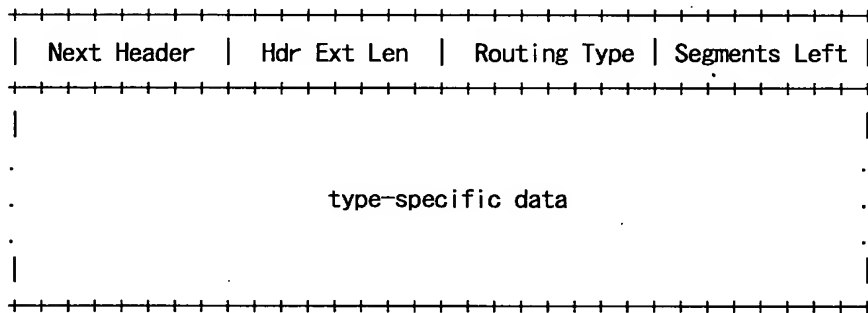 | Next Header | Hdr Ext Len | Routing Type | Segments Left |
type-specific data